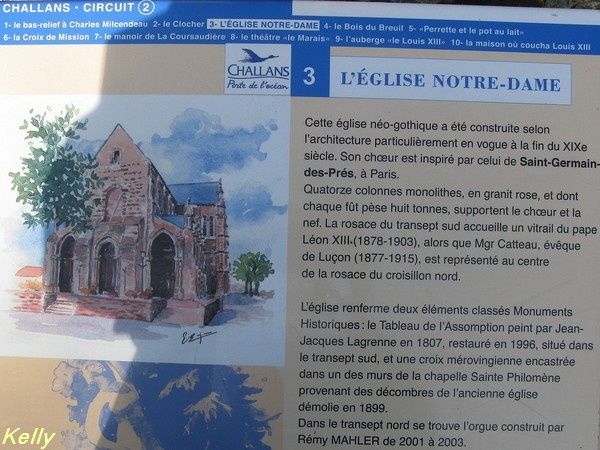 CHALLANS · CIRCUIT 2
1- le bas-relief à Charles Milcendeau 2- le Clocher 3- L'ÉGLISE NOTRE-DAME 4- le Bois du Breuil 5- «Perrette et le pot au lait»
6- la Croix de Mission 7- le manoir de La Coursaudière 8- le théâtre «le Marais» 9- l'auberge «le Louis XIII» 10- la maison où coucha Louis XIII
CHALLANS
Porte de l'océan
3 L'ÉGLISE NOTRE-DAME
Cette église néo-gothique a été construite selon
l'architecture particulièrement en vogue à la fin du XIXe
siècle. Son chœur est inspiré par celui de Saint-Germain-
des-Prés, à Paris.
Quatorze colonnes monolithes, en granit rose, et dont
chaque fût pèse huit tonnes, supportent le chœur et la
nef. La rosace du transept sud accueille un vitrail du pape
Léon XIII (1878-1903), alors que Mgr Catteau, évêque
de Luçon (1877-1915), est représenté au centre
de la rosace du croisillon nord.
L'église renferme deux éléments classés Monuments
Historiques : le Tableau de l'Assomption peint par Jean-
Jacques Lagrenne en 1807, restauré en 1996, situé dans
le transept sud, et une croix mérovingienne encastrée
dans un des murs de la chapelle Sainte Philomène
provenant des décombres de l'ancienne église
démolie en 1899.
Dans le transept nord se trouve l'orgue construit par
Rémy MAHLER de 2001 à 2003.
Kelly